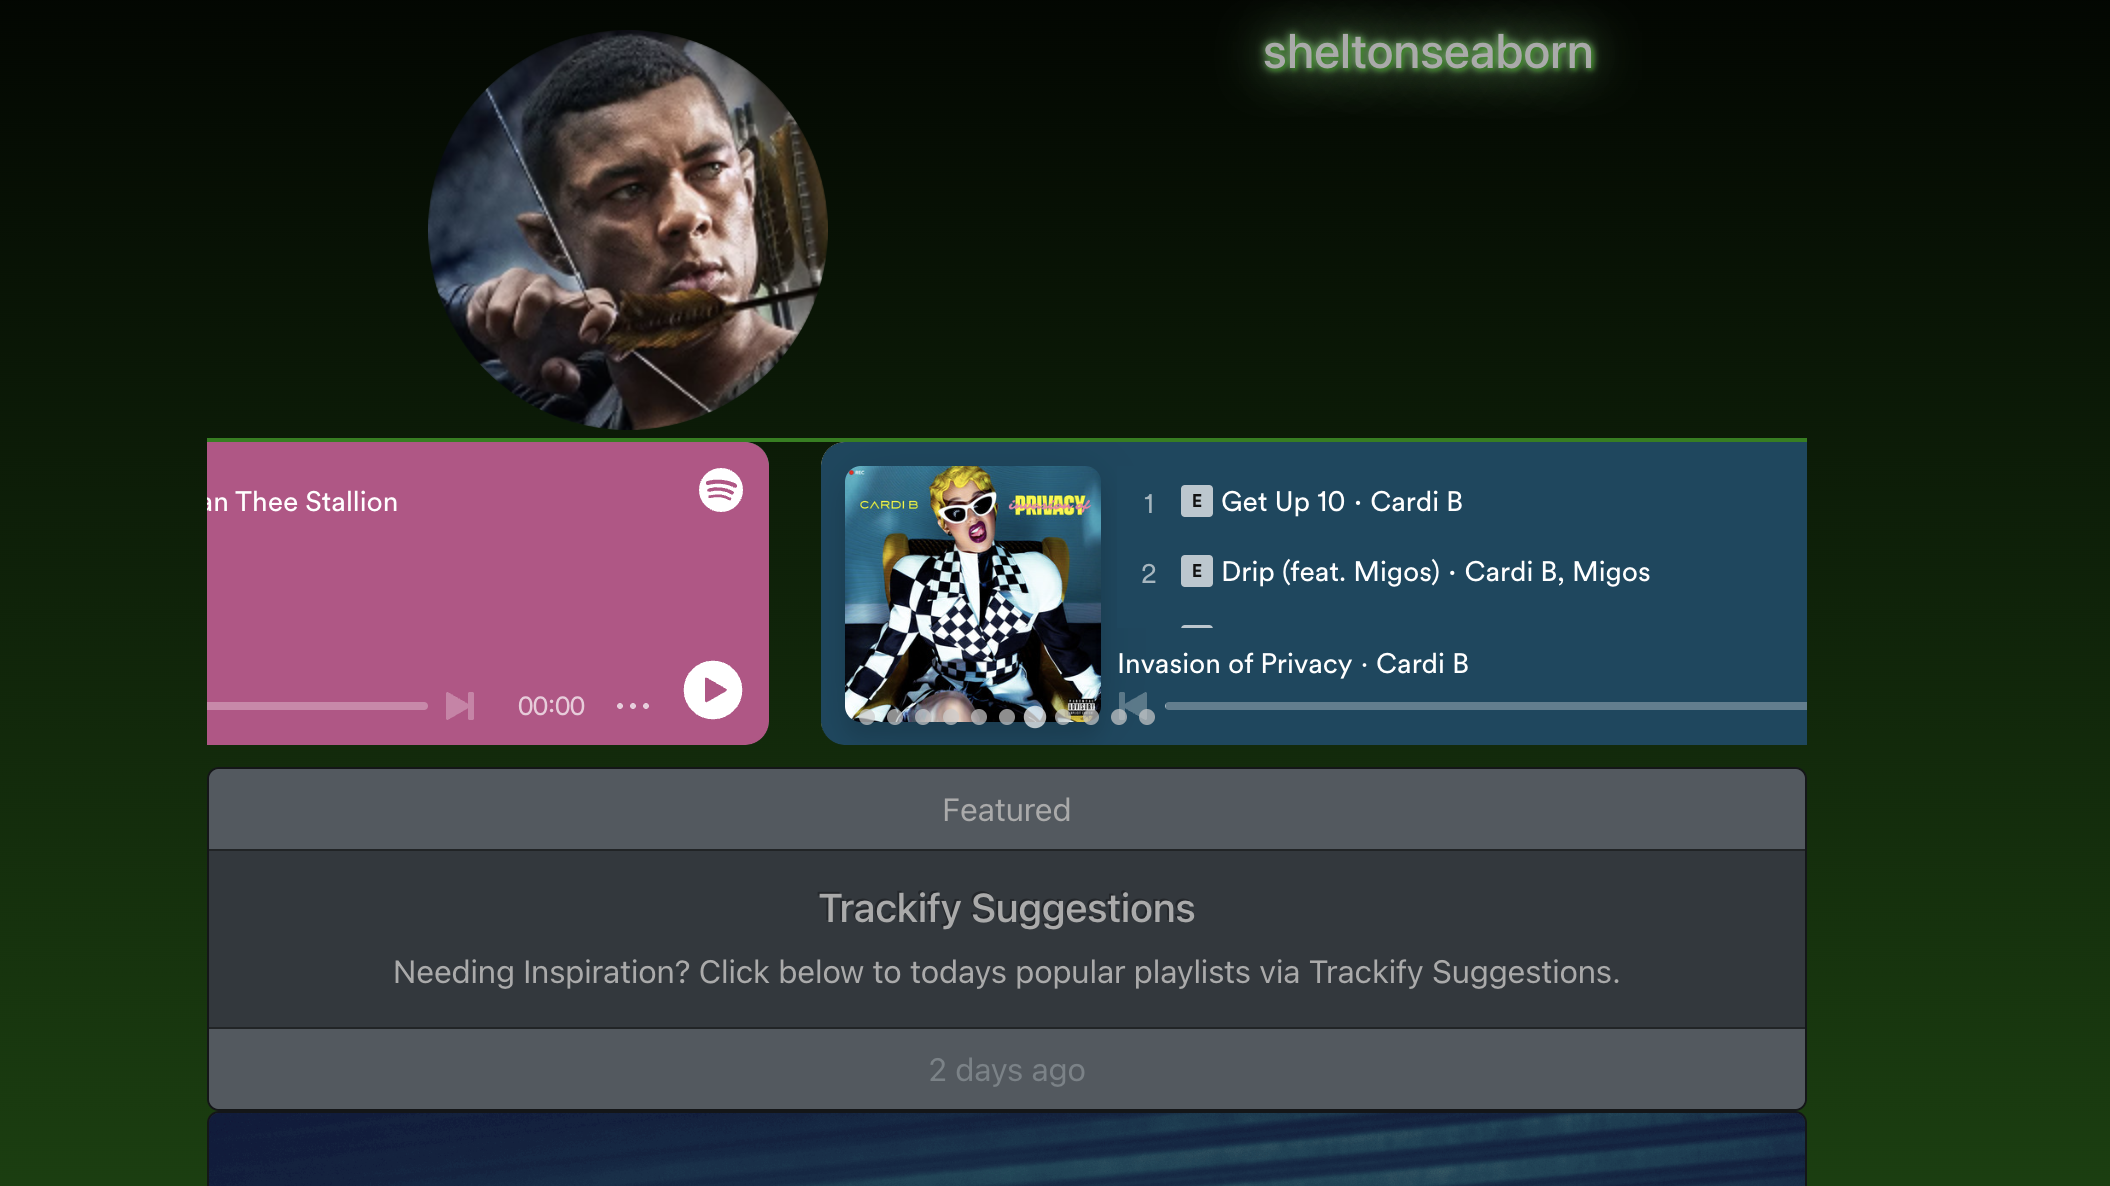 sheltonseaborn
an Thee Stallion
00:00
CARDI B
PRIVACY
1 E Get Up 10 · Cardi B
2 E Drip (feat. Migos) · Cardi B, Migos
Invasion of Privacy · Cardi B
Featured
Trackify Suggestions
Needing Inspiration? Click below to todays popular playlists via Trackify Suggestions.
2 days ago